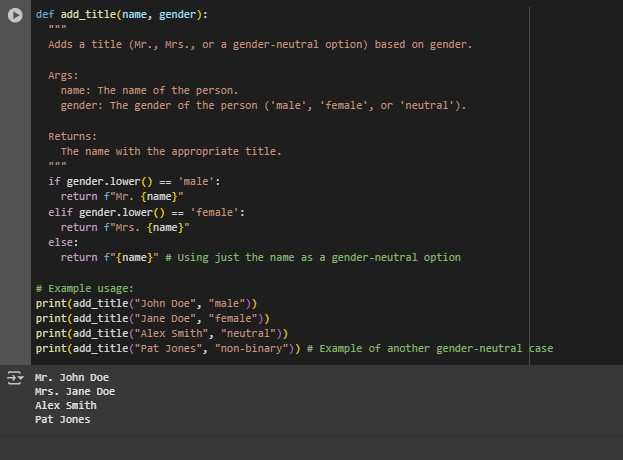 def add_title(name, gender):
  """
  Adds a title (Mr., Mrs., or a gender-neutral option) based on gender.

  Args:
    name: The name of the person.
    gender: The gender of the person ('male', 'female', or 'neutral').

  Returns:
    The name with the appropriate title.
  """
  if gender.lower() == 'male':
    return f"Mr. {name}"
  elif gender.lower() == 'female':
    return f"Mrs. {name}"
  else:
    return f"{name}" # Using just the name as a gender-neutral option

# Example usage:
print(add_title("John Doe", "male"))
print(add_title("Jane Doe", "female"))
print(add_title("Alex Smith", "neutral"))
print(add_title("Pat Jones", "non-binary")) # Example of another gender-neutral case
Mr. John Doe
Mrs. Jane Doe
Alex Smith
Pat Jones